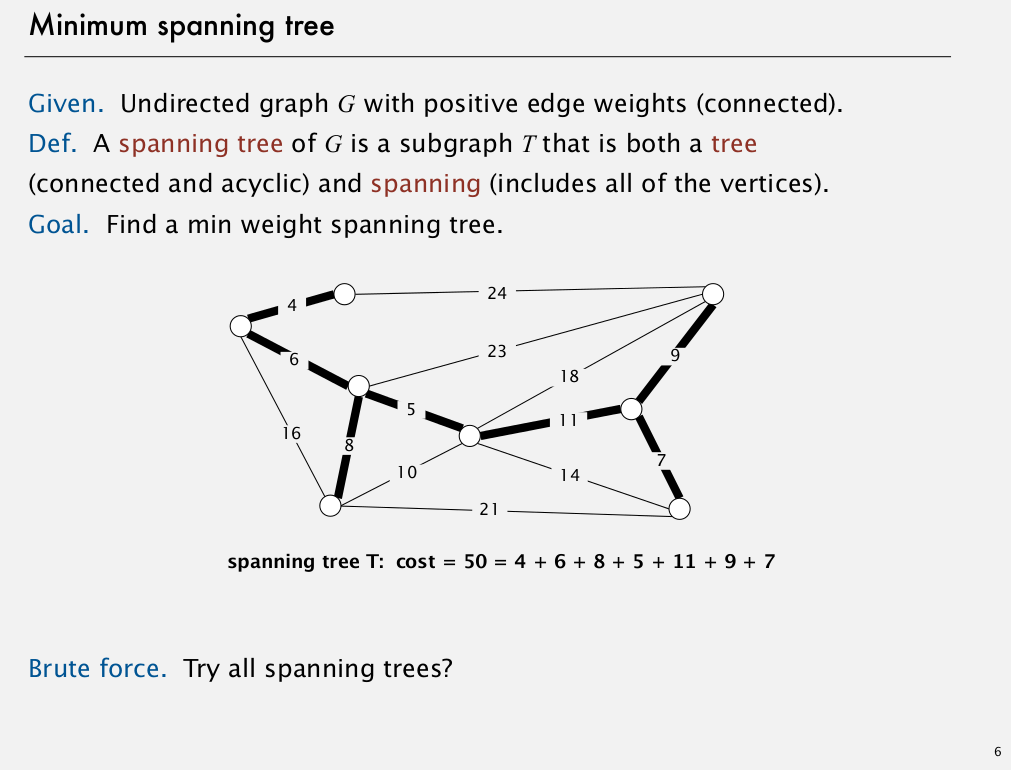 Minimum spanning tree
Given. Undirected graph G with positive edge weights (connected).
Def. A spanning tree of G is a subgraph T that is both a tree
(connected and acyclic) and spanning (includes all of the vertices).
Goal. Find a min weight spanning tree.
24
4
23
9
6
18
5
11
16
8
7
10
14
21
spanning tree T: cost = 50 = 4 + 6 + 8 + 5 + 11 + 9 + 7
Brute force. Try all spanning trees?
6